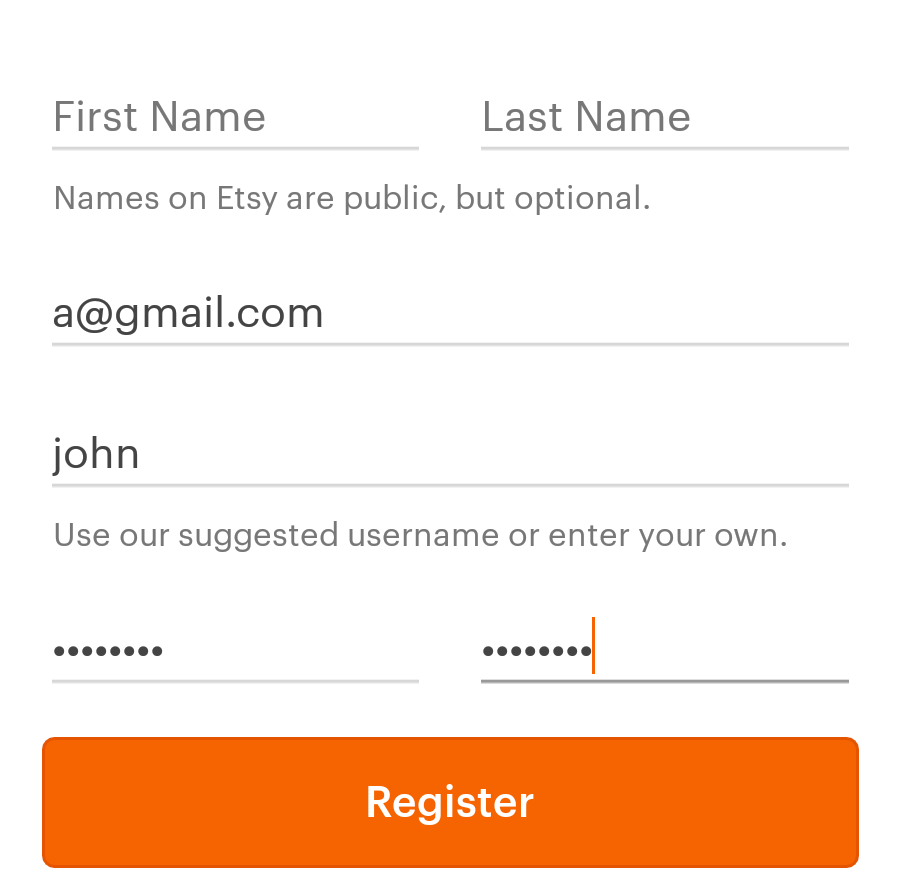 First Name Last Name
Names on Etsy are public, but optional.
a@gmail.com
john
Use our suggested username or enter your own.
•••••••• ••••••••
Register